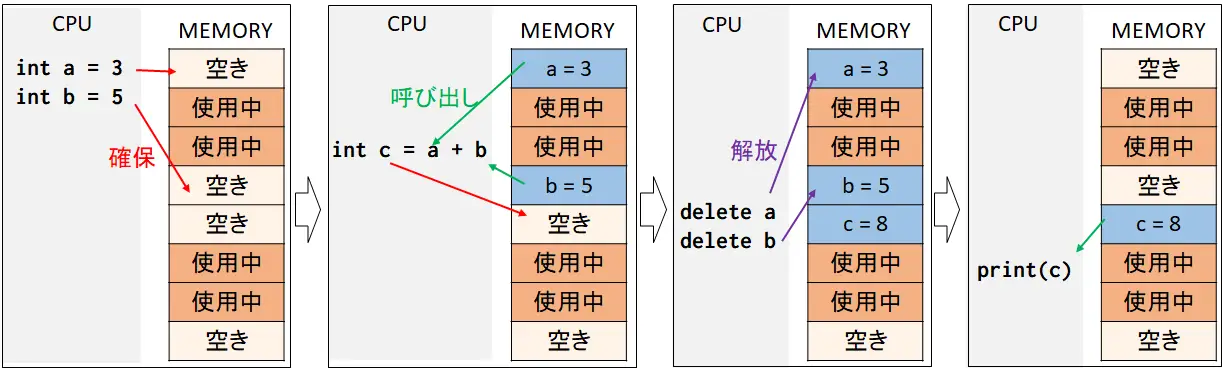 CPU
MEMORY
int a = 3
int b = 5
確保
空き
使用中
使用中
空き
空き
使用中
使用中
空き
CPU
MEMORY
呼び出し
int c = a + b
a = 3
使用中
使用中
b = 5
空き
使用中
使用中
空き
CPU
MEMORY
解放
delete a
delete b
a = 3
使用中
使用中
b = 5
c = 8
使用中
使用中
空き
CPU
MEMORY
print(c)
空き
使用中
使用中
空き
c = 8
使用中
使用中
空き